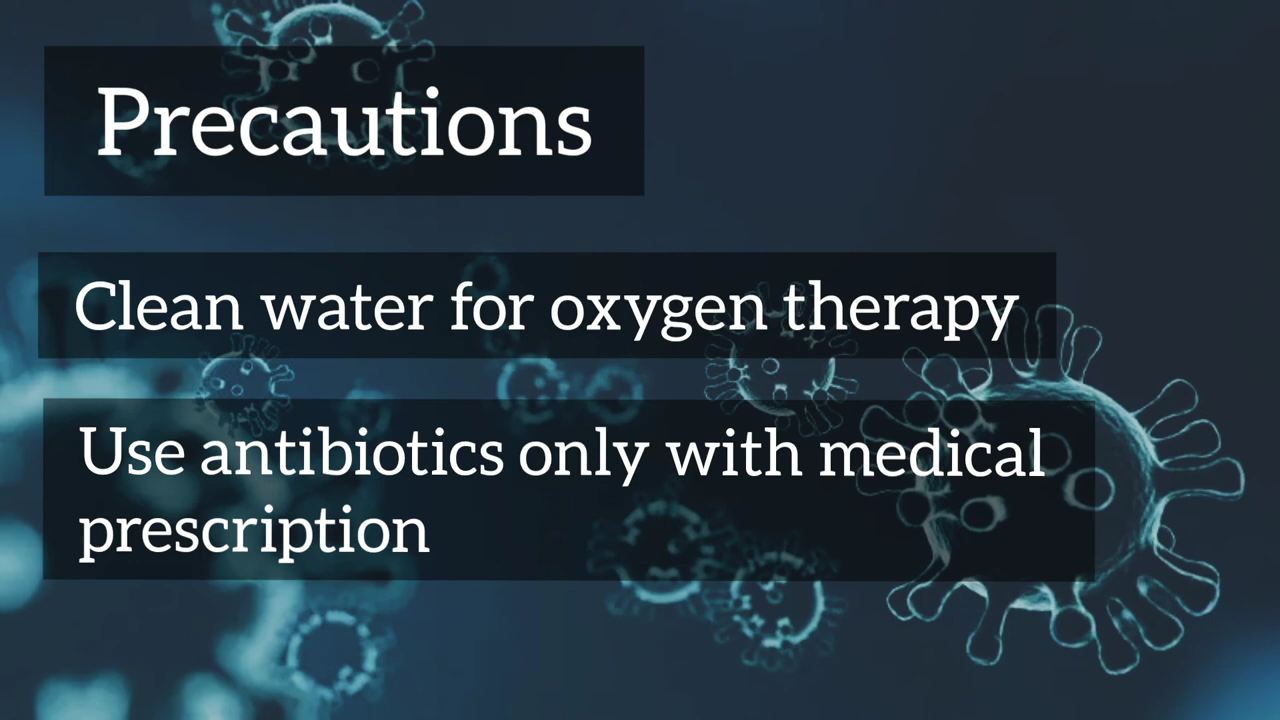 Precautions
Clean water for oxygen therapy
Use antibiotics only with medical
prescription